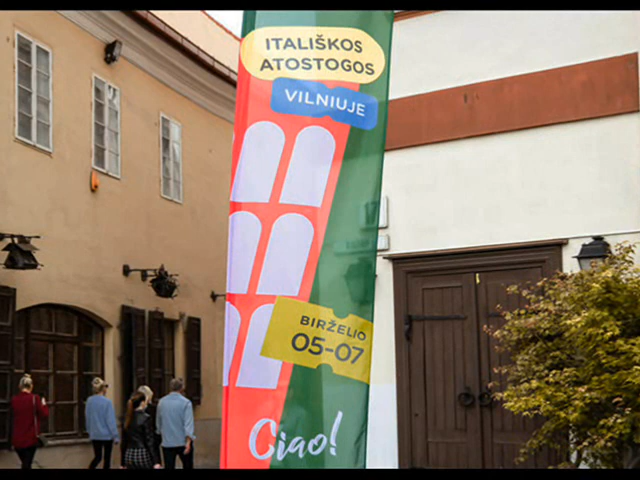 ITALIŠKOS
ATOSTOGOS
VILNIUJE
BIRŽELIO
05-07
Ciao!